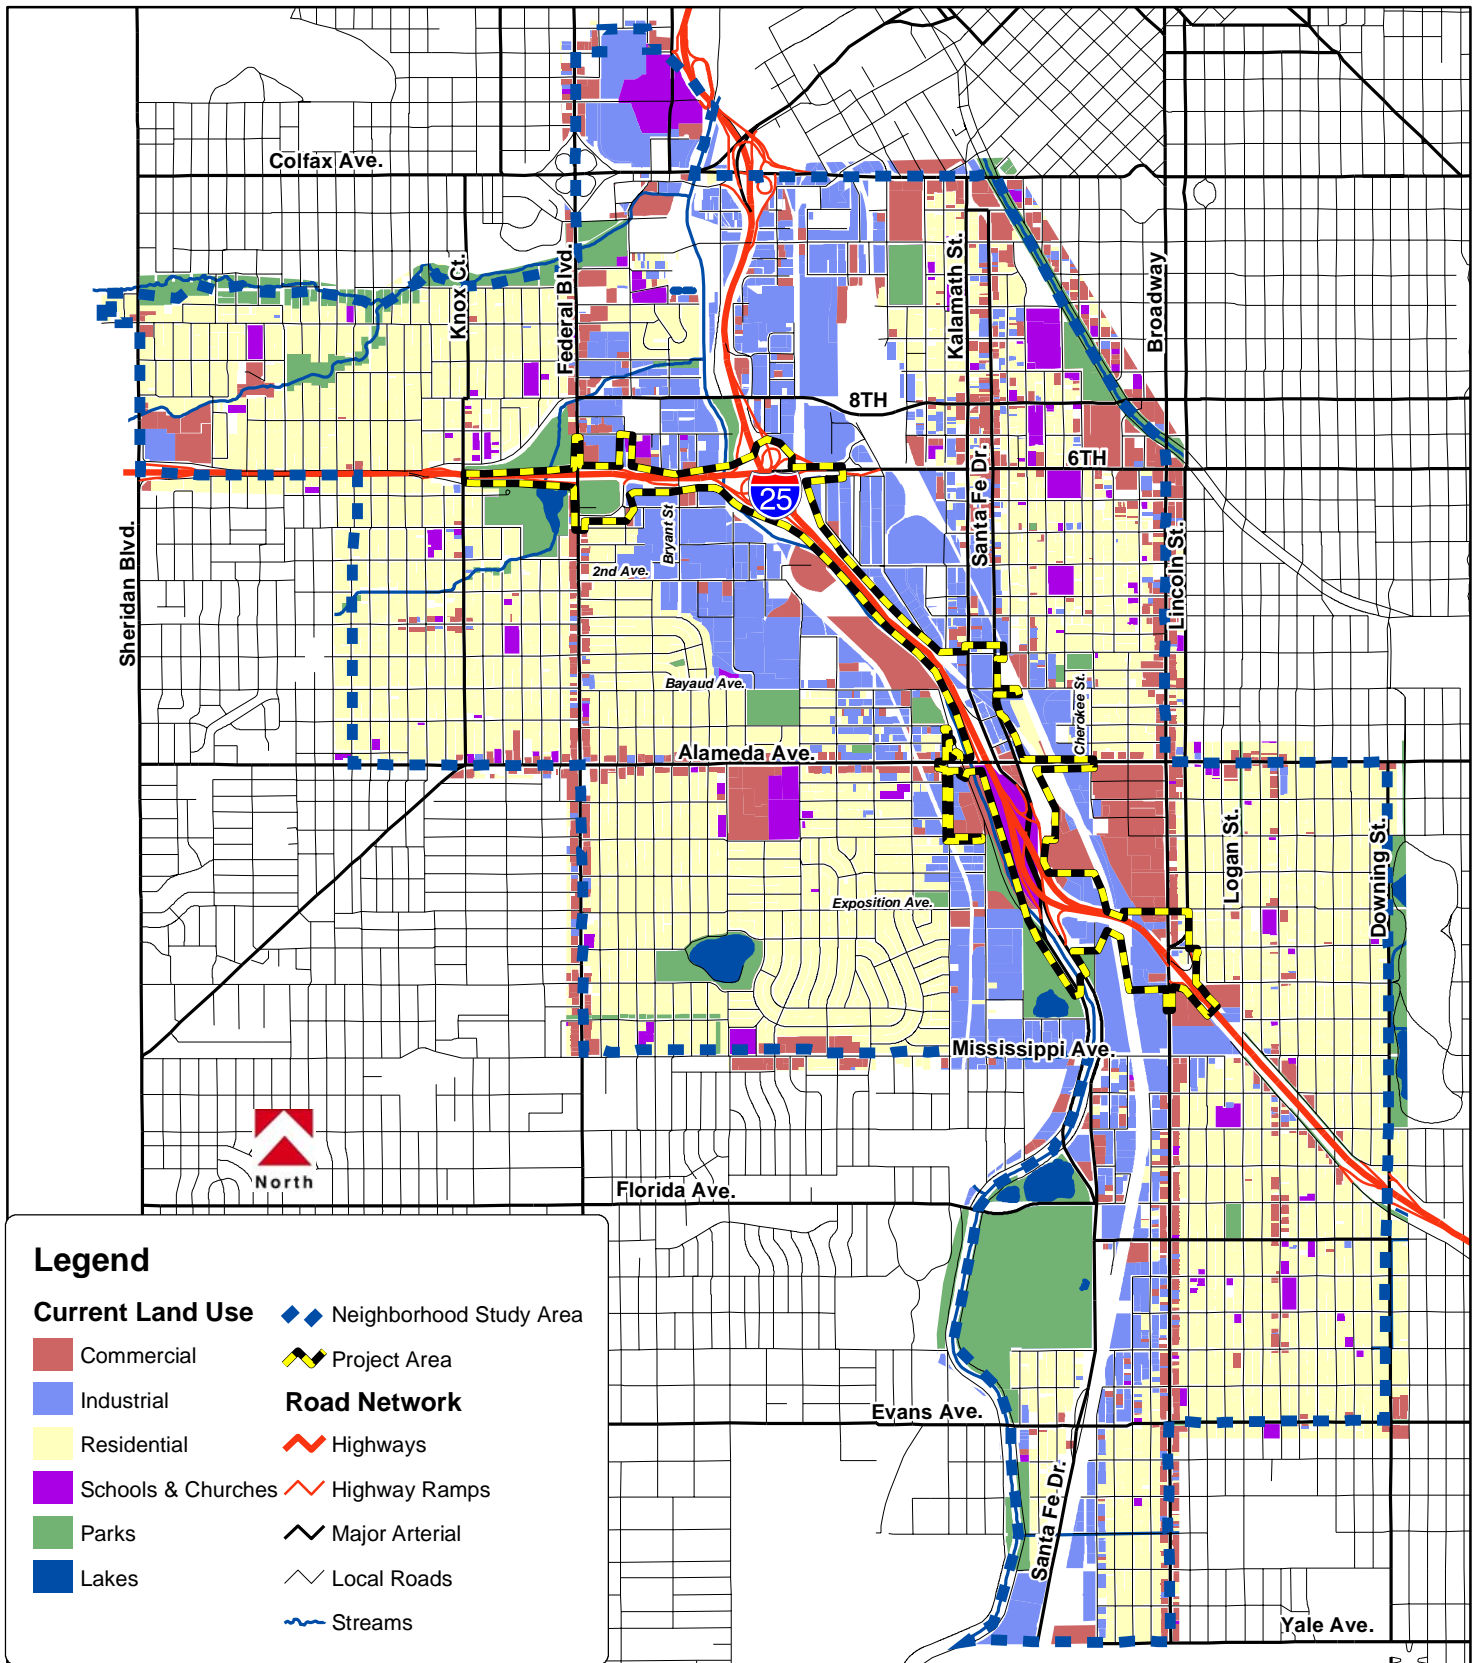 Colfax Ave.
Knox Ct.
Federal Blvd.
Kalamath St.
Broadway
8TH
6TH
Santa Fe Dr.
25
Bryant St
2nd Ave.
Sheridan Blvd.
Lincoln St.
Bayaud Ave.
Cherokee St.
Alameda Ave.
Logan St.
Downing St.
Exposition Ave.
Mississippi Ave.
North
Florida Ave.
Evans Ave.
Santa Fe Dr.
Yale Ave.
Legend
Current Land Use
Commercial
Industrial
Residential
Schools & Churches
Parks
Lakes
Neighborhood Study Area
Project Area
Road Network
Highways
Highway Ramps
Major Arterial
Local Roads
Streams